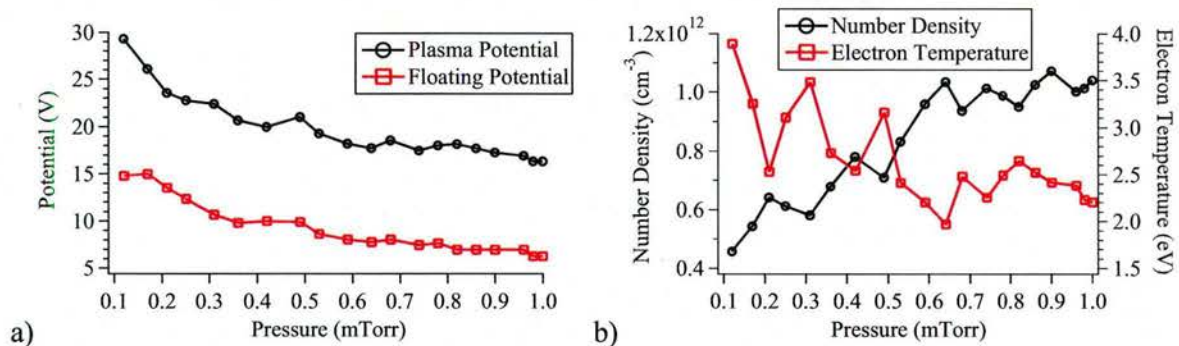 30
25
20
15
10
5
Potential (V)
Plasma Potential
Floating Potential
0.1 0.2 0.3 0.4 0.5 0.6 0.7 0.8 0.9 1.0
Pressure (mTorr)
a)
1.2x10¹²
1.0
0.8
0.6
0.4
Number Density (cm⁻³)
Number Density
Electron Temperature
4.0
3.5
3.0
2.5
2.0
1.5
Electron Temperature (eV)
0.1 0.2 0.3 0.4 0.5 0.6 0.7 0.8 0.9 1.0
Pressure (mTorr)
b)